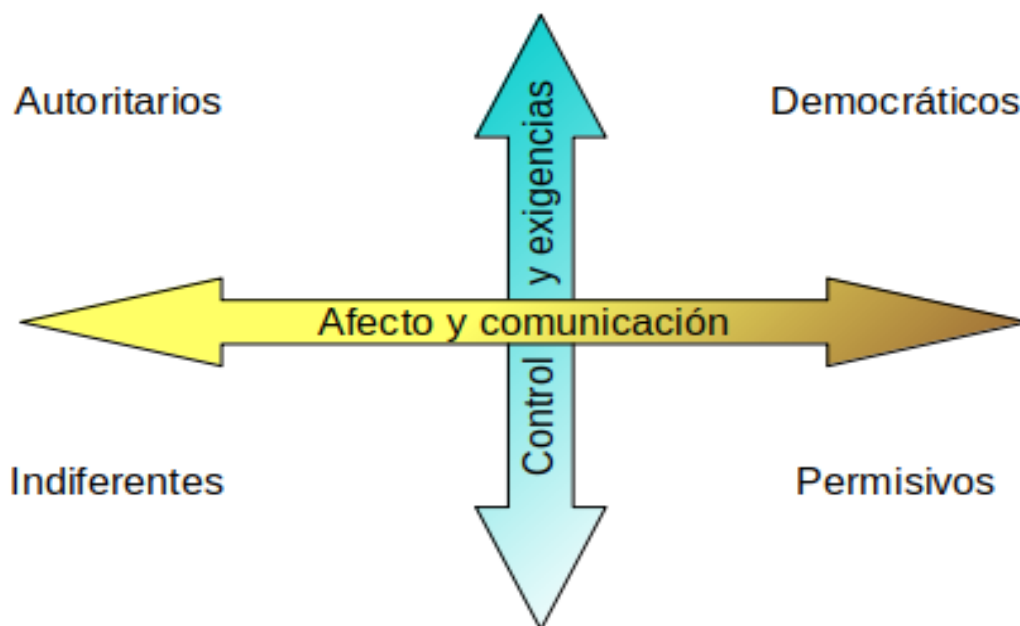 Autoritarios
Democráticos
Control y exigencias
Afecto y comunicación
Indiferentes
Permisivos